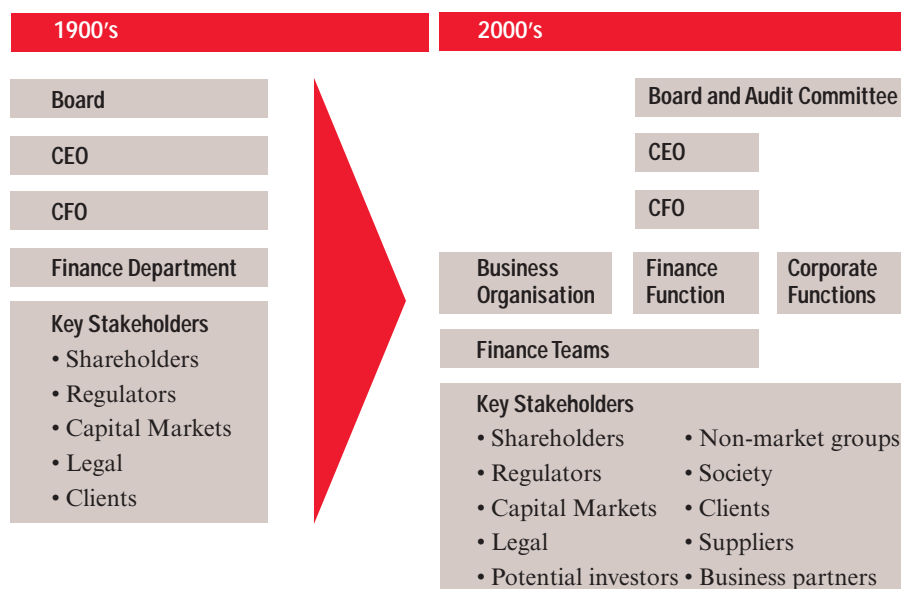 1900's
Board
CEO
CFO
Finance Department
Key Stakeholders
• Shareholders
• Regulators
• Capital Markets
• Legal
• Clients
2000's
Board and Audit Committee
CEO
CFO
Business
Organisation
Finance
Function
Corporate
Functions
Finance Teams
Key Stakeholders
• Shareholders
• Regulators
• Capital Markets
• Legal
• Potential investors
• Non-market groups
• Society
• Clients
• Suppliers
• Business partners